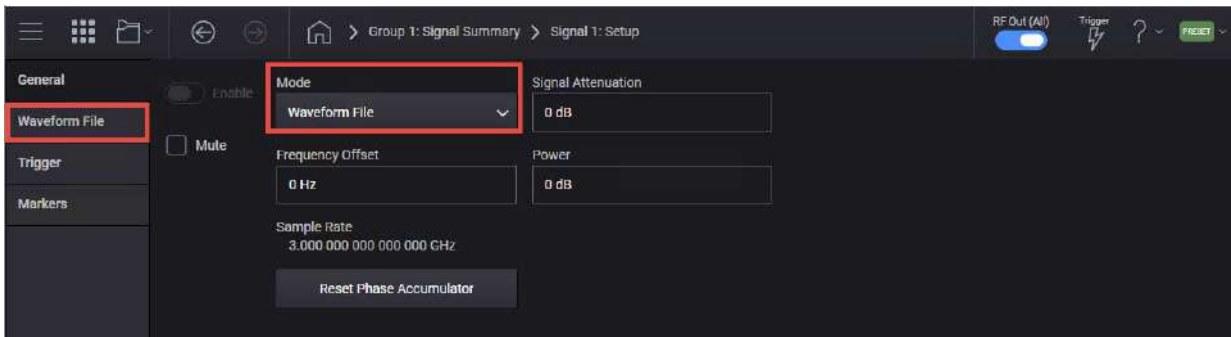 Group 1: Signal Summary > Signal 1: Setup
RF Out (All)
Trigger
?
PRESET
General
Waveform File
Trigger
Markers
Enable
Mute
Mode
Waveform File
Signal Attenuation
0 dB
Frequency Offset
0 Hz
Power
0 dB
Sample Rate
3.000 000 000 000 000 GHz
Reset Phase Accumulator